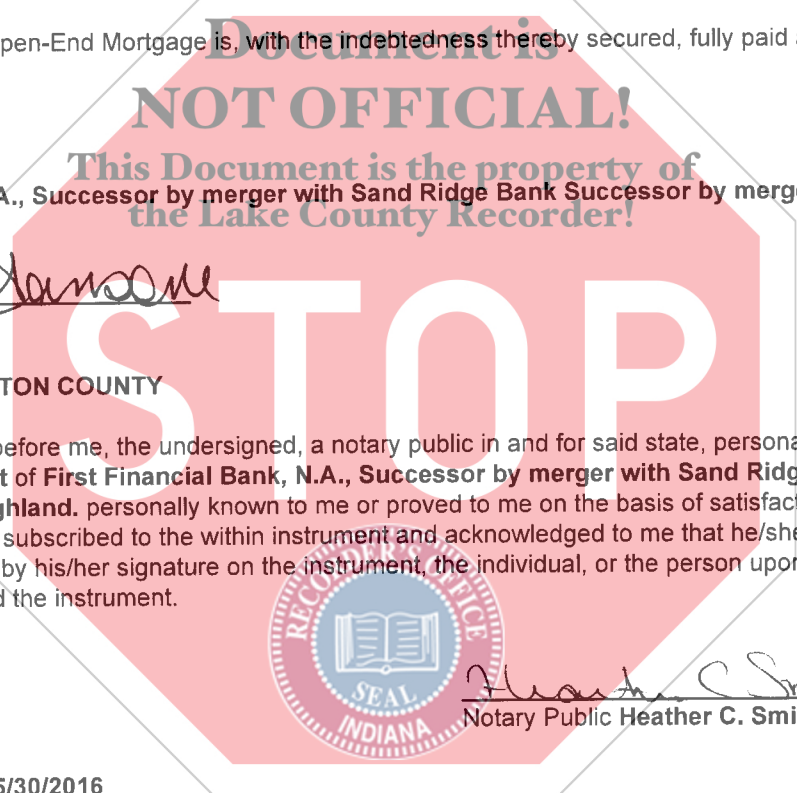 pen-End Mortgage is, with the indebtedness thereby secured, fully paid
Document is
NOT OFFICIAL!
This Document is the property of
A., Successor by merger with Sand Ridge Bank Successor by merge
the Lake County Recorder!
STOP
TON COUNTY
before me, the undersigned, a notary public in and for said state, persona
t of First Financial Bank, N.A., Successor by merger with Sand Ridg
ghland. personally known to me or proved to me on the basis of satisfact
subscribed to the within instrument and acknowledged to me that he/she
by his/her signature on the instrument, the individual, or the person upon
d the instrument.
RECORDER'S OFFICE
SEAL
INDIANA
Heather C Sm
Notary Public Heather C. Smi
5/30/2016